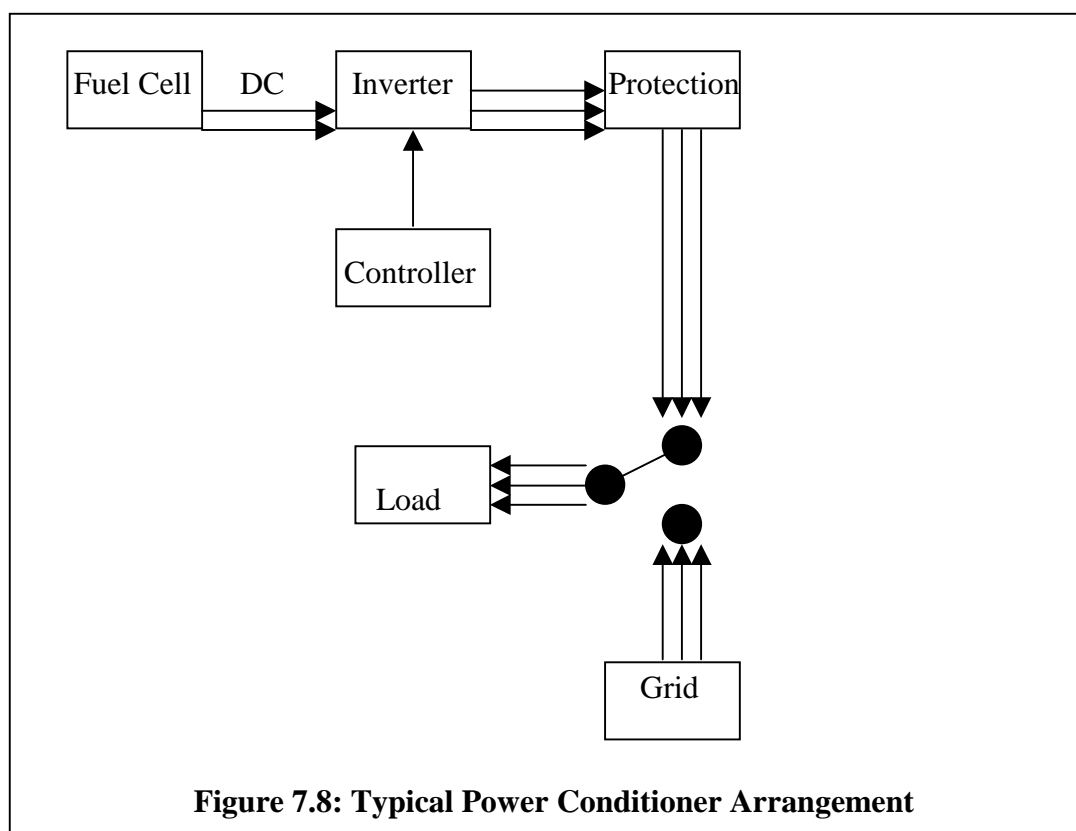 Fuel Cell
DC
Inverter
Protection
Controller
Load
Grid
Figure 7.8: Typical Power Conditioner Arrangement